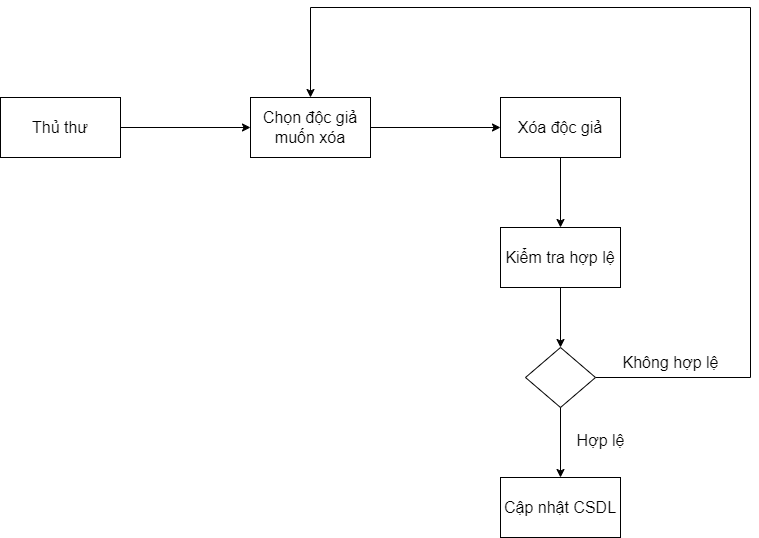 Thủ thư
Chọn độc giả
muốn xóa
Xóa độc giả
Kiểm tra hợp lệ
Không hợp lệ
Hợp lệ
Cập nhật CSDL